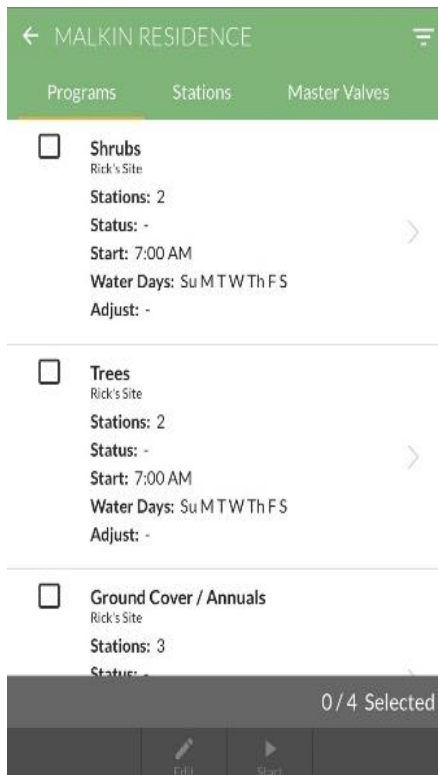 MALKIN RESIDENCE
Programs Stations Master Valves
Shrubs
Rick's Site
Stations: 2
Status: -
Start: 7:00 AM
Water Days: Su M T W Th F S
Adjust: -
Trees
Rick's Site
Stations: 2
Status: -
Start: 7:00 AM
Water Days: Su M T W Th F S
Adjust: -
Ground Cover / Annuals
Rick's Site
Stations: 3
Status: -
0 / 4 Selected
Edit Start